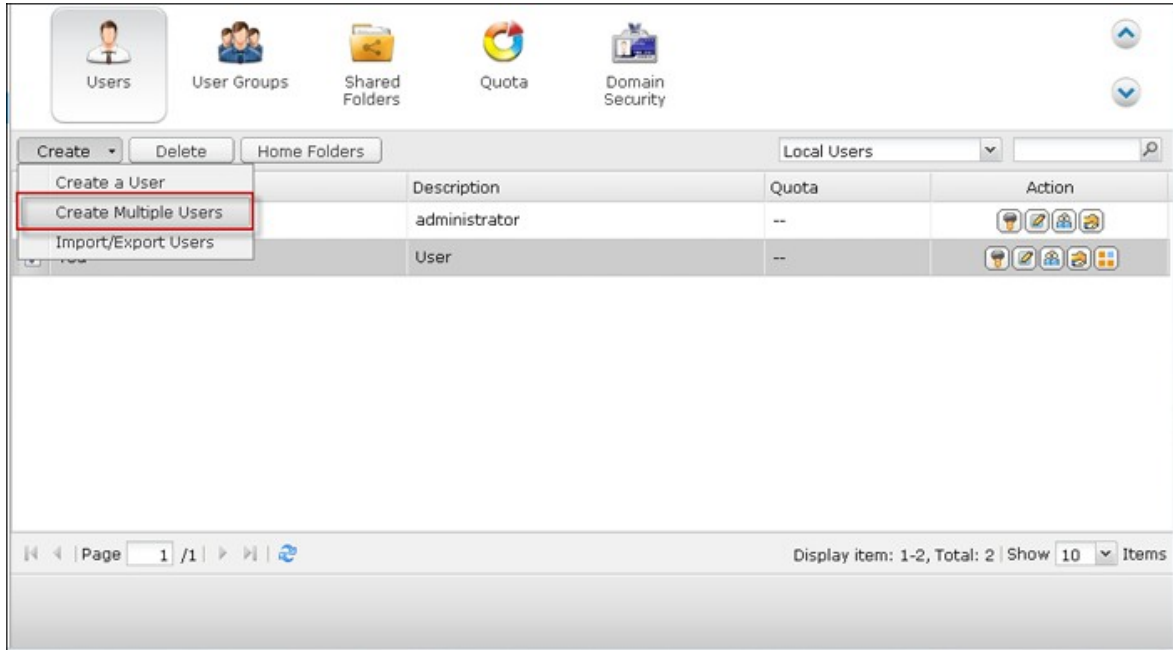 Users
User Groups
Shared
Folders
Quota
Domain
Security
Create
Delete
Home Folders
Local Users
Create a User
Create Multiple Users
Import/Export Users
Description
Quota
Action
administrator
--
User
--
Page 1 /1
Display item: 1-2, Total: 2 Show 10 Items